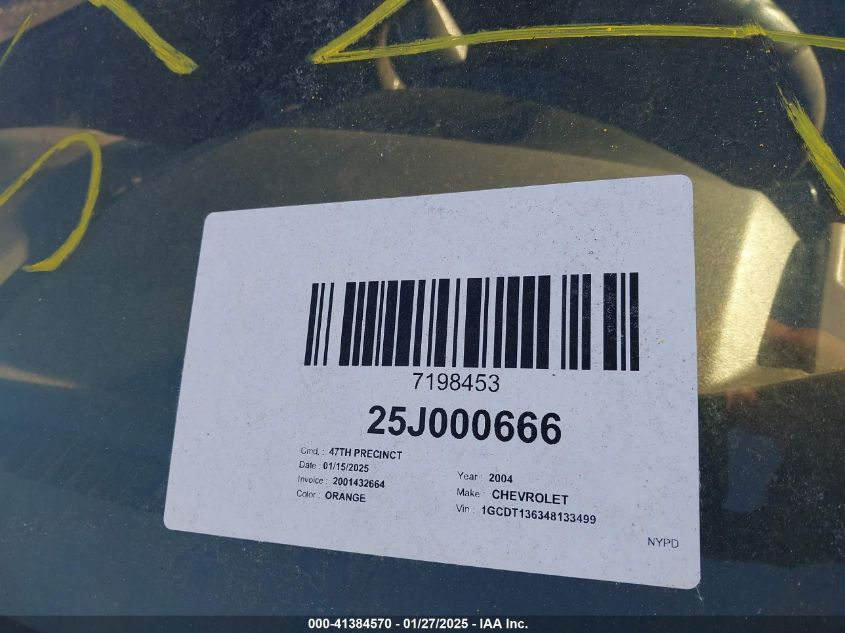 7198453
25J000666
Cmd. : 47TH PRECINCT
Date : 01/15/2025
Invoice : 2001432664
Color : ORANGE
Year : 2004
Make : CHEVROLET
Vin : 1GCDT136348133499
NYPD
000-41384570 / 01/27/2025 / IAA Inc.